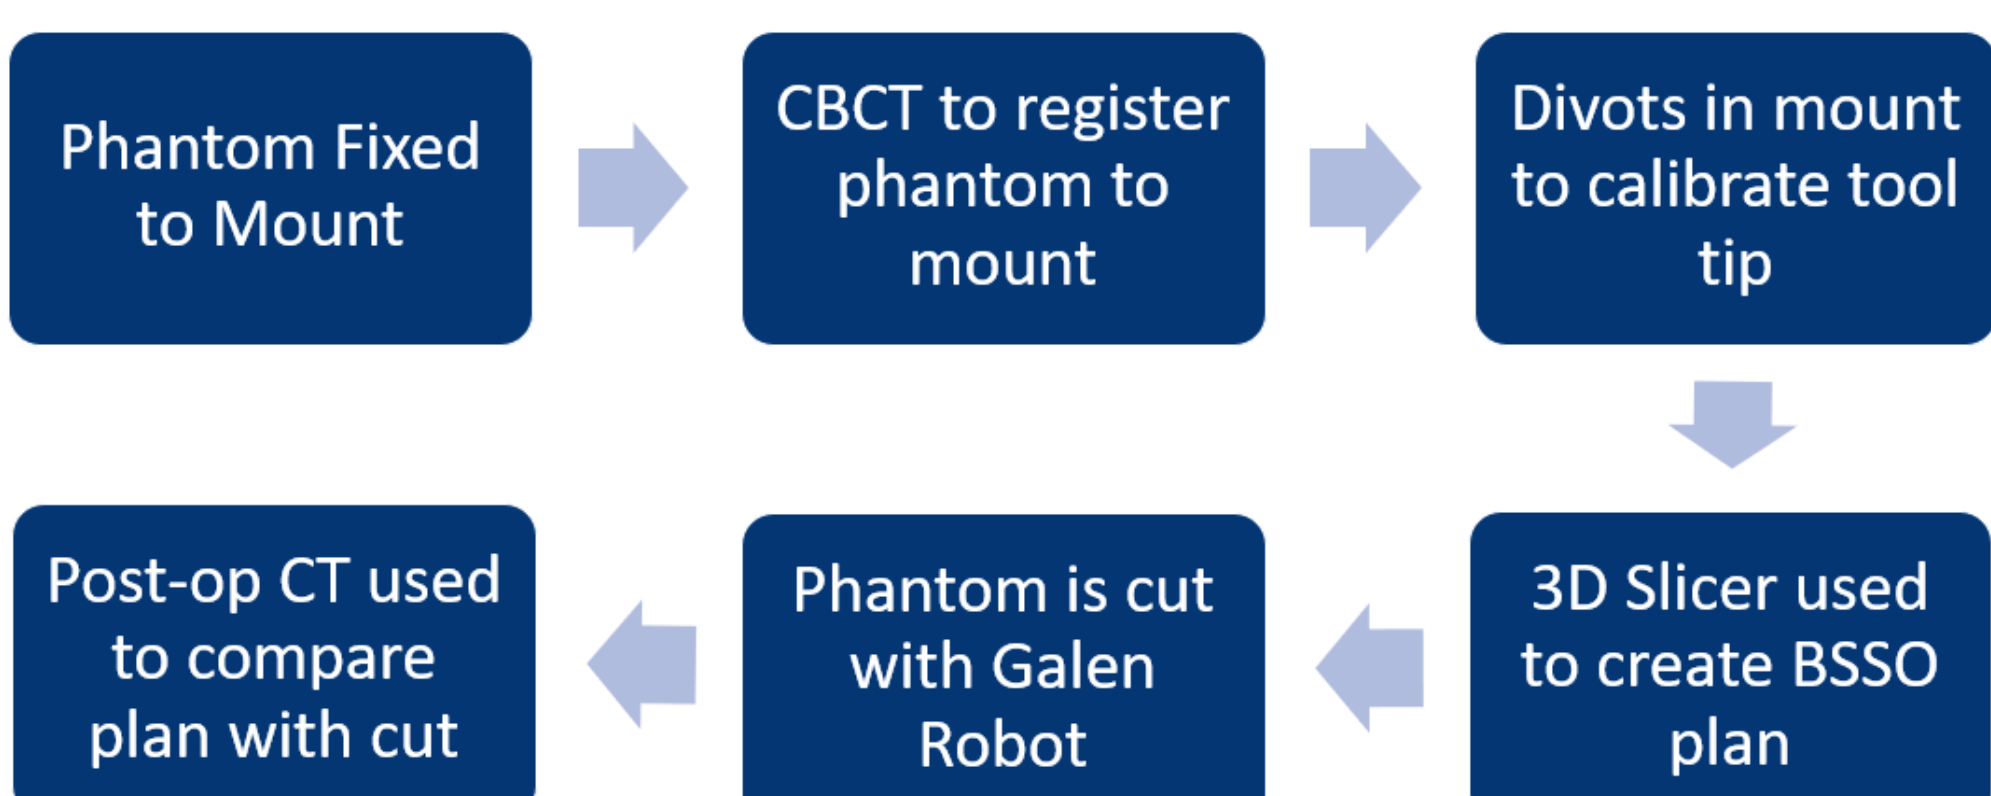 Phantom Fixed
to Mount
CBCT to register
phantom to
mount
Divots in mount
to calibrate tool
tip
3D Slicer used
to create BSSO
plan
Phantom is cut
with Galen
Robot
Post-op CT used
to compare
plan with cut